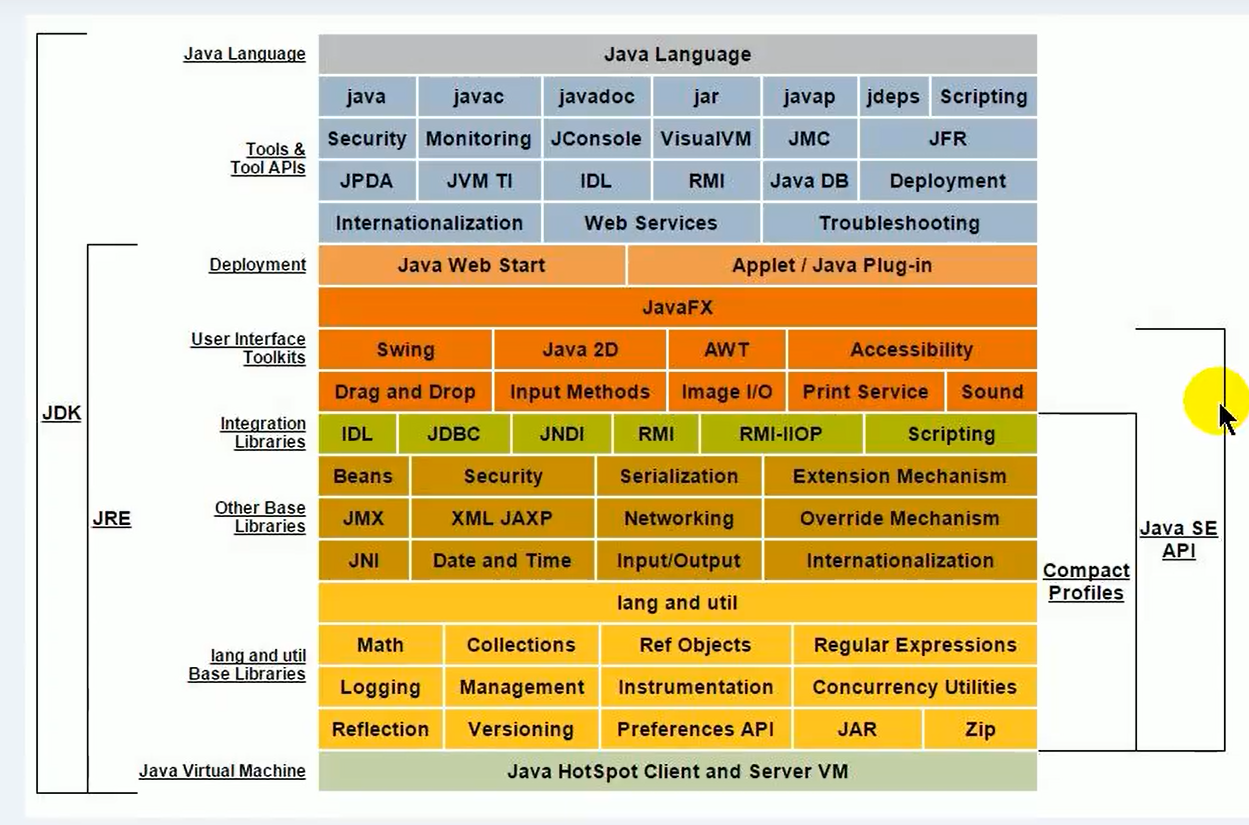 Java Language
Java Language
java javac javadoc jar javap jdeps Scripting
Tools &
Tool APIs
Security Monitoring JConsole VisualVM JMC JFR
JPDA JVM TI IDL RMI Java DB Deployment
Internationalization Web Services Troubleshooting
Deployment
Java Web Start Applet / Java Plug-in
JavaFX
User Interface
Toolkits
Swing Java 2D AWT Accessibility
Drag and Drop Input Methods Image I/O Print Service Sound
JDK
Integration
Libraries
IDL JDBC JNDI RMI RMI-IIOP Scripting
Beans Security Serialization Extension Mechanism
JRE
Other Base
Libraries
JMX XML JAXP Networking Override Mechanism
Java SE
API
JNI Date and Time Input/Output Internationalization
Compact
Profiles
lang and util
lang and util
Base Libraries
Math Collections Ref Objects Regular Expressions
Logging Management Instrumentation Concurrency Utilities
Reflection Versioning Preferences API JAR Zip
Java Virtual Machine
Java HotSpot Client and Server VM